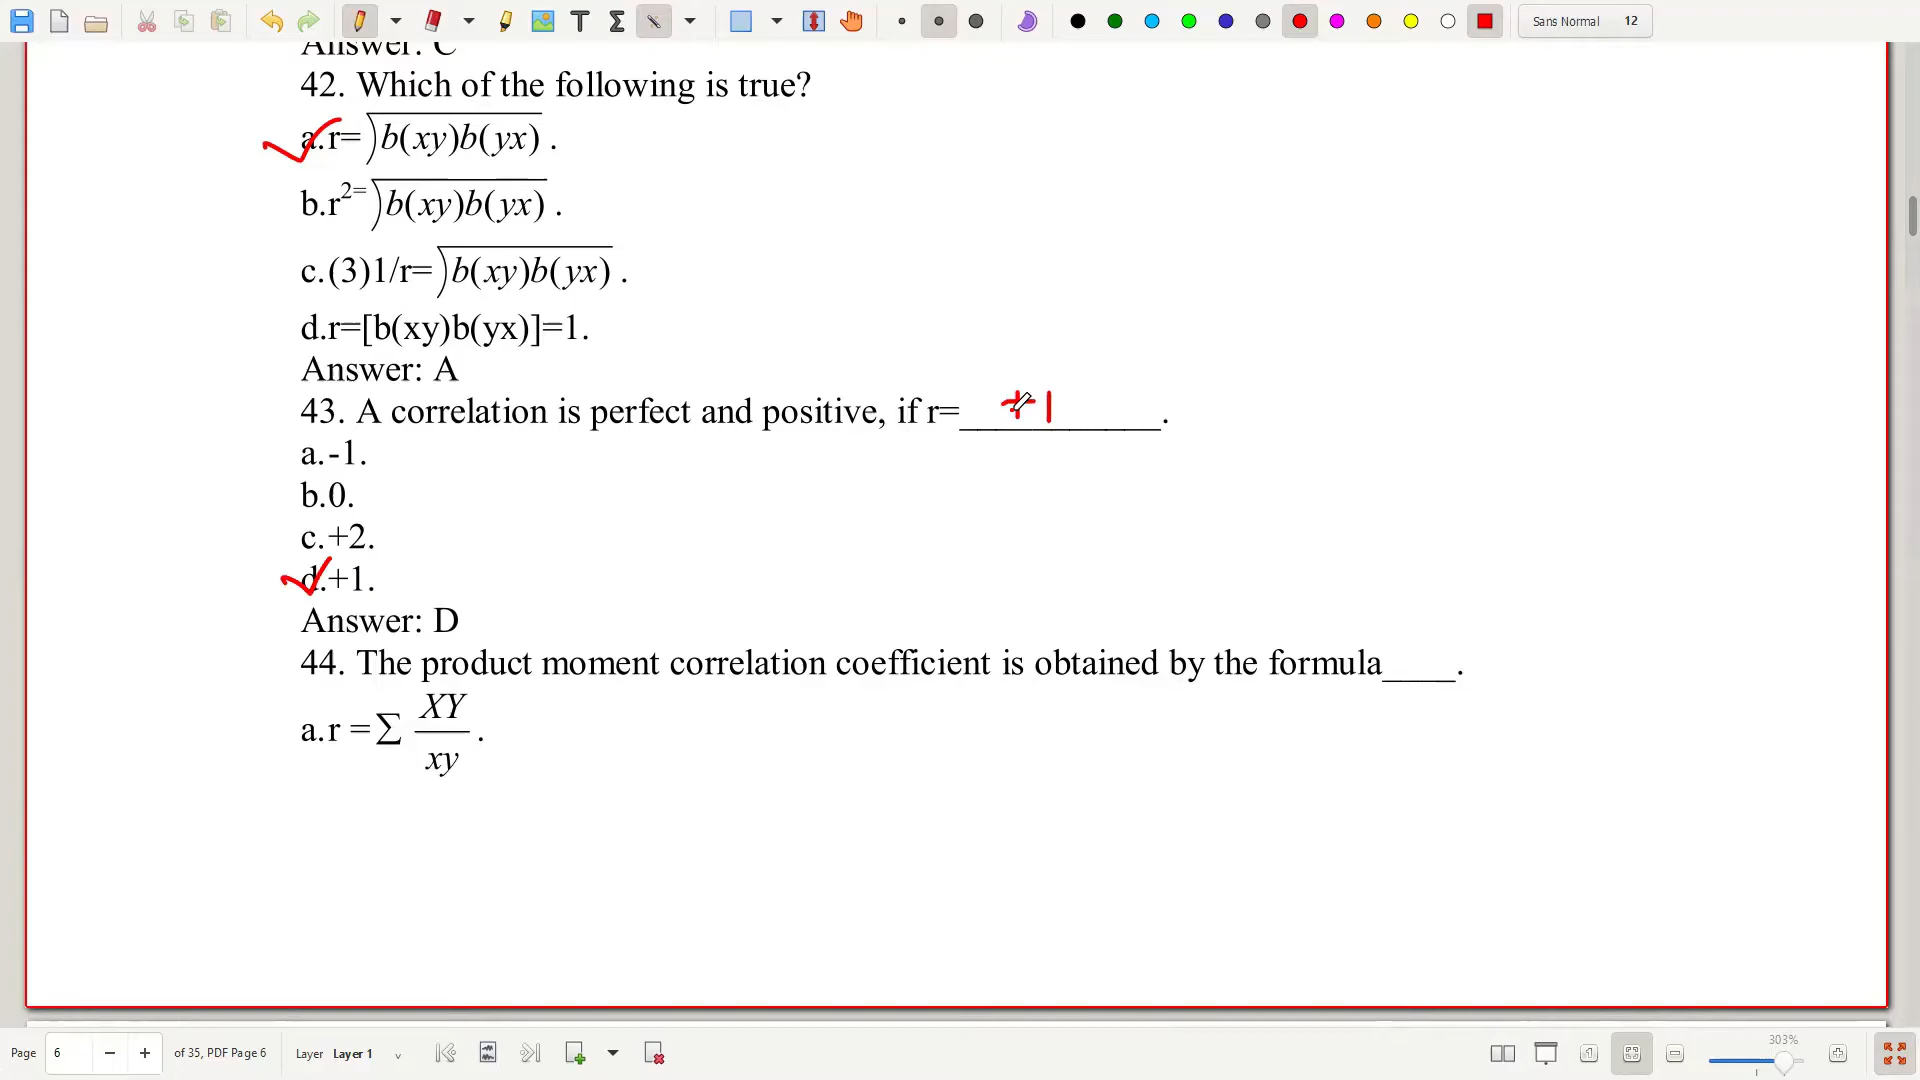 Sans Normal 12
Answer: C
42. Which of the following is true?
a.r=√b(xy)b(yx) .
b.r²=√b(xy)b(yx) .
c.(3)1/r=√b(xy)b(yx) .
d.r=[b(xy)b(yx)]=1.
Answer: A
43. A correlation is perfect and positive, if r=___+1___.
a.-1.
b.0.
c.+2.
d.+1.
Answer: D
44. The product moment correlation coefficient is obtained by the formula____.
a.r =∑ XY/xy .
Page 6 of 35, PDF Page 6 Layer Layer 1 303%